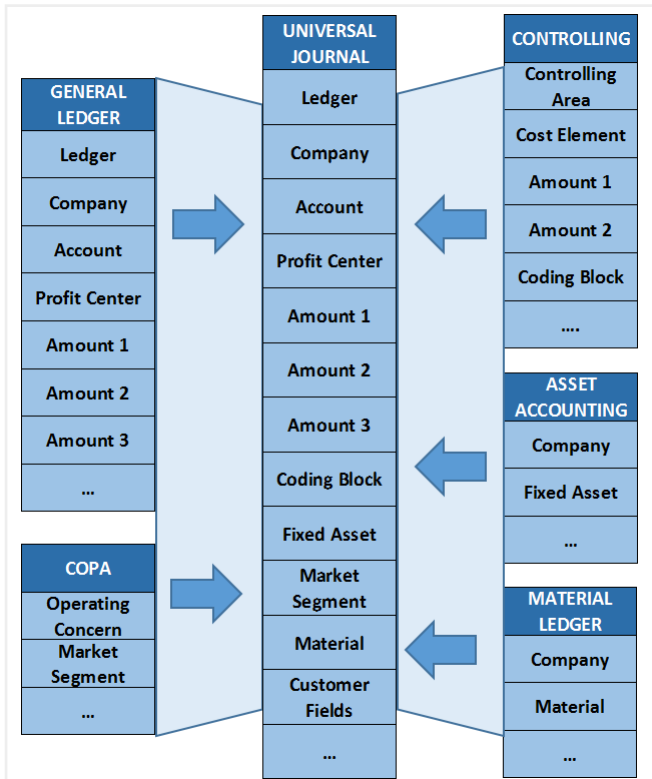 GENERAL
LEDGER
Ledger
Company
Account
Profit Center
Amount 1
Amount 2
Amount 3
...
COPA
Operating
Concern
Market
Segment
...
UNIVERSAL
JOURNAL
Ledger
Company
Account
Profit Center
Amount 1
Amount 2
Amount 3
Coding Block
Fixed Asset
Market
Segment
Material
Customer
Fields
...
CONTROLLING
Controlling
Area
Cost Element
Amount 1
Amount 2
Coding Block
....
ASSET
ACCOUNTING
Company
Fixed Asset
...
MATERIAL
LEDGER
Company
Material
...